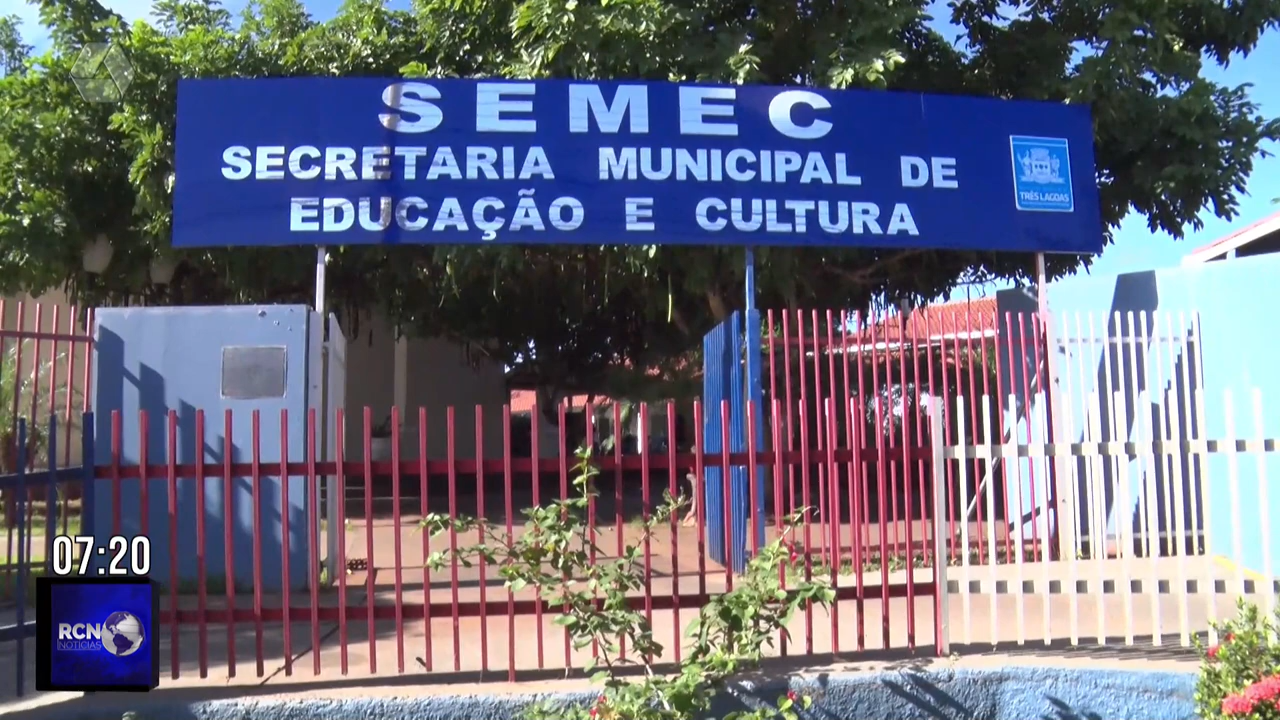 SEMEC
SECRETARIA MUNICIPAL DE
EDUCAÇÃO E CULTURA
TRÊS LAGOAS
07:20
RCN
NOTÍCIAS